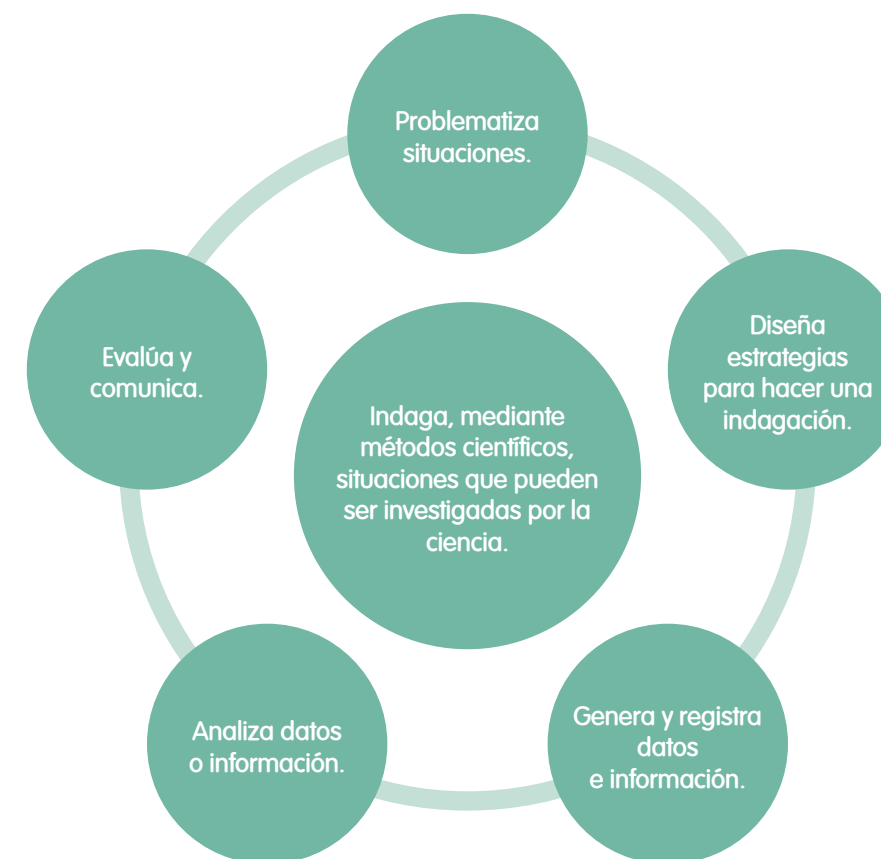 Problematiza
situaciones.
Diseña
estrategias
para hacer una
indagación.
Genera y registra
datos
e información.
Analiza datos
o información.
Evalúa y
comunica.
Indaga, mediante
métodos científicos,
situaciones que pueden
ser investigadas por la
ciencia.